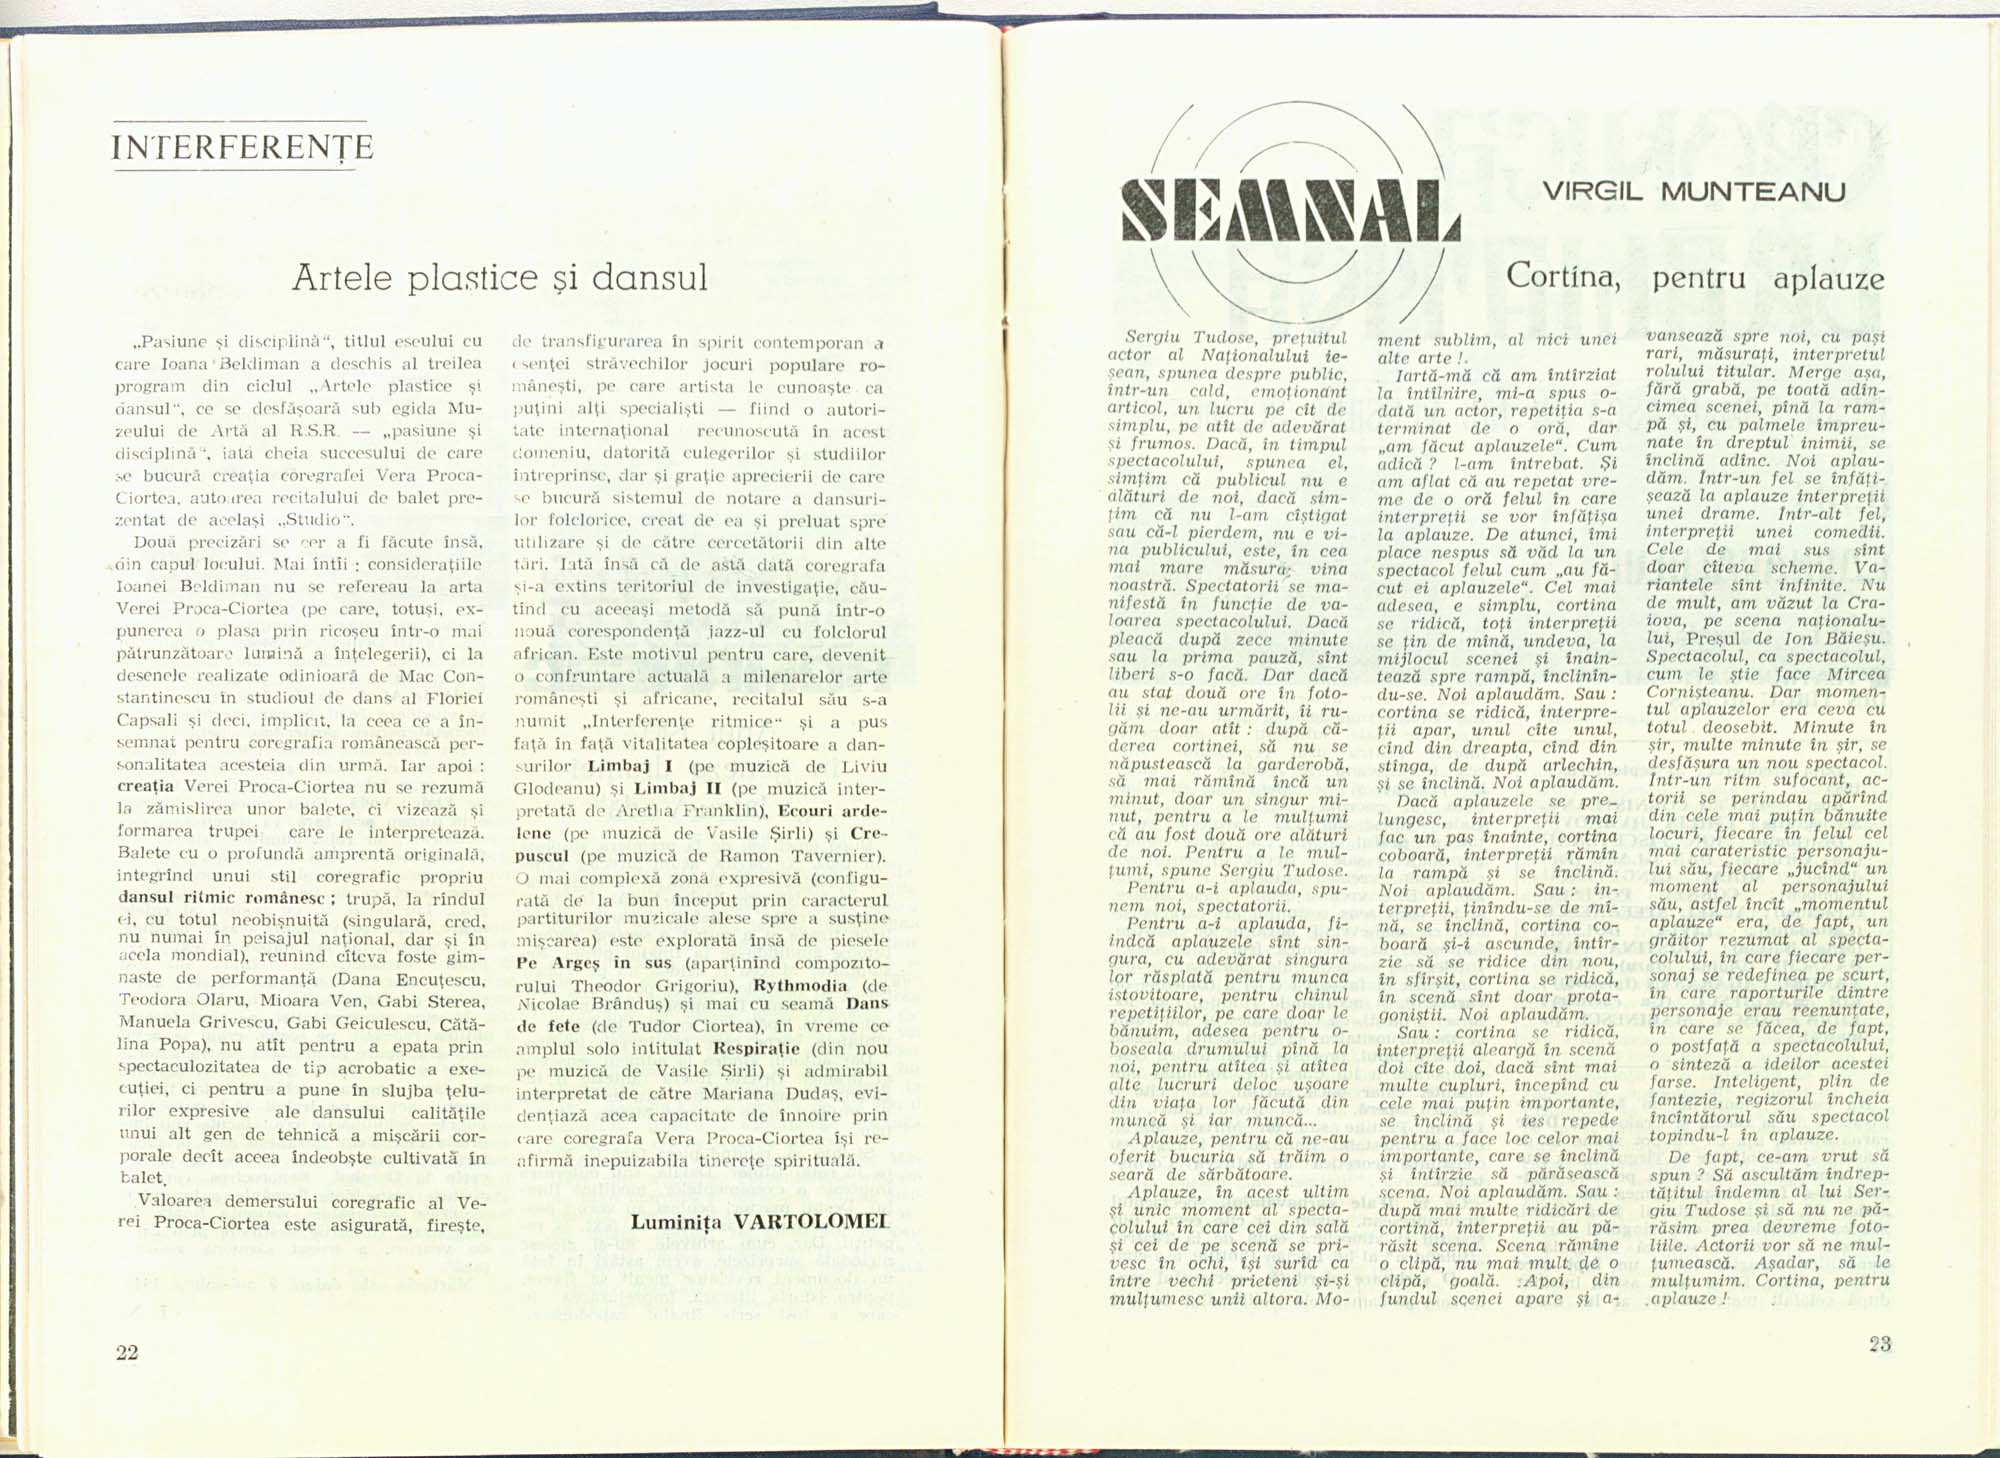 INTERFERENȚE
Artele plastice și dansul
„Pasiune și disciplină“, titlul eseului cu
care Ioana Beldiman a deschis al treilea
program din ciclul „Artele plastice și
dansul“, ce se desfășoară sub egida Mu-
zeului de Artă al R.S.R. — „pasiune și
disciplină“, iată cheia succesului de care
se bucură creația coregrafei Vera Proca-
Ciortea, autoarea recitalului de balet pre-
zentat de același „Studio“.
Două precizări se cer a fi făcute însă,
din capul locului. Mai întîi : considerațiile
Ioanei Beldiman nu se refereau la arta
Verei Proca-Ciortea (pe care, totuși, ex-
punerea o plasa prin ricoșeu într-o mai
pătrunzătoare lumină a înțelegerii), ci la
desenele realizate odinioară de Mac Con-
stantinescu în studioul de dans al Floriei
Capsali și deci, implicit, la ceea ce a în-
semnat pentru coregrafia românească per-
sonalitatea acesteia din urmă. Iar apoi :
creația Verei Proca-Ciortea nu se rezumă
la zămislirea unor balete, ci vizează și
formarea trupei care le interpretează.
Balete cu o profundă amprentă originală,
integrînd unui stil coregrafic propriu
dansul ritmic românesc ; trupă, la rîndul
ei, cu totul neobișnuită (singulară, cred,
nu numai în peisajul național, dar și în
acela mondial), reunind cîteva foste gim-
naste de performanță (Dana Encuțescu,
Teodora Olaru, Mioara Ven, Gabi Sterea,
Manuela Grivescu, Gabi Geiculescu, Cătă-
lina Popa), nu atît pentru a epata prin
spectaculozitatea de tip acrobatic a exe-
cuției, ci pentru a pune în slujba țelu-
rilor expresive ale dansului calitățile
unui alt gen de tehnică a mișcării cor-
porale decît aceea îndeobște cultivată în
balet.
Valoarea demersului coregrafic al Ve-
rei Proca-Ciortea este asigurată, firește,
de transfigurarea în spirit contemporan a
esenței străvechilor jocuri populare ro-
mânești, pe care artista le cunoaște ca
puțini alți specialiști — fiind o autori-
tate internațional recunoscută în acest
domeniu, datorită culegerilor și studiilor
întreprinse, dar și grație aprecierii de care
se bucură sistemul de notare a dansuri-
lor folclorice, creat de ea și preluat spre
utilizare și de către cercetătorii din alte
țări. Iată însă că de astă dată coregrafa
și-a extins teritoriul de investigație, cău-
tînd cu aceeași metodă să pună într-o
nouă corespondență jazz-ul cu folclorul
african. Este motivul pentru care, devenit
o confruntare actuală a milenarelor arte
românești și africane, recitalul său s-a
numit „Interferențe ritmice“ și a pus
față în față vitalitatea copleșitoare a dan-
surilor Limbaj I (pe muzică de Liviu
Glodeanu) și Limbaj II (pe muzică inter-
pretată de Aretha Franklin), Ecouri arde-
lene (pe muzică de Vasile Șirli) și Cre-
puscul (pe muzică de Ramon Tavernier).
O mai complexă zonă expresivă (configu-
rată de la bun început prin caracterul
partiturilor muzicale alese spre a susține
mișcarea) este explorată însă de piesele
Pe Argeș în sus (aparținînd compozito-
rului Theodor Grigoriu), Rythmodia (de
Nicolae Brânduș) și mai cu seamă Dans
de fete (de Tudor Ciortea), în vreme ce
amplul solo intitulat Respirație (din nou
pe muzică de Vasile Șirli) și admirabil
interpretat de către Mariana Dudaș, evi-
dențiază acea capacitate de înnoire prin
care coregrafa Vera Proca-Ciortea își re-
afirmă inepuizabila tinerețe spirituală.
Luminița VARTOLOMEI
22
SEMNAL
VIRGIL MUNTEANU
Cortina, pentru aplauze
Sergiu Tudose, prețuitul
actor al Naționalului ie-
șean, spunea despre public,
într-un cald, emoționant
articol, un lucru pe cît de
simplu, pe atît de adevărat
și frumos. Dacă, în timpul
spectacolului, spunea el,
simțim că publicul nu e
alături de noi, dacă sim-
țim că nu l-am cîștigat
sau că-l pierdem, nu e vi-
na publicului, este, în cea
mai mare măsură, vina
noastră. Spectatorii se ma-
nifestă în funcție de va-
loarea spectacolului. Dacă
pleacă după zece minute
sau la prima pauză, sînt
liberi s-o facă. Dar dacă
au stat două ore în foto-
lii și ne-au urmărit, îi ru-
găm doar atît : după că-
derea cortinei, să nu se
năpustească la garderobă,
să mai rămînă încă un
minut, doar un singur mi-
nut, pentru a le mulțumi
că au fost două ore alături
de noi. Pentru a le mul-
țumi, spune Sergiu Tudose.
Pentru a-i aplauda, spu-
nem noi, spectatorii.
Pentru a-i aplauda, fi-
indcă aplauzele sînt sin-
gura, cu adevărat singura
lor răsplată pentru munca
istovitoare, pentru chinul
repetițiilor, pe care doar le
bănuim, adesea pentru o-
boseala drumului pînă la
noi, pentru atîtea și atîtea
alte lucruri deloc ușoare
din viața lor făcută din
muncă și iar muncă...
Aplauze, pentru că ne-au
oferit bucuria să trăim o
seară de sărbătoare.
Aplauze, în acest ultim
și unic moment al specta-
colului în care cei din sală
și cei de pe scenă se pri-
vesc în ochi, își surîd ca
între vechi prieteni și-și
mulțumesc unii altora. Mo-
ment sublim, al nici unei
alte arte !.
Iartă-mă că am întîrziat
la întîlnire, mi-a spus o-
dată un actor, repetiția s-a
terminat de o oră, dar
„am făcut aplauzele“. Cum
adică ? l-am întrebat. Și
am aflat că au repetat vre-
me de o oră felul în care
interpreții se vor înfățișa
la aplauze. De atunci, îmi
place nespus să văd la un
spectacol felul cum „au fă-
cut ei aplauzele“. Cel mai
adesea, e simplu, cortina
se ridică, toți interpreții
se țin de mînă, undeva, la
mijlocul scenei și înain-
tează spre rampă, înclinîn-
du-se. Noi aplaudăm. Sau :
cortina se ridică, interpre-
ții apar, unul cîte unul,
cînd din dreapta, cînd din
stînga, de după arlechin,
și se înclină. Noi aplaudăm.
Dacă aplauzele se pre-
lungesc, interpreții mai
fac un pas înainte, cortina
coboară, interpreții rămîn
la rampă și se înclină.
Noi aplaudăm. Sau : in-
terpreții, ținîndu-se de mî-
nă, se înclină, cortina co-
boară și-i ascunde, întîr-
zie să se ridice din nou,
în sfîrșit, cortina se ridică,
în scenă sînt doar prota-
goniștii. Noi aplaudăm.
Sau : cortina se ridică,
interpreții aleargă în scenă
doi cîte doi, dacă sînt mai
multe cupluri, începînd cu
cele mai puțin importante,
se înclină și ies repede
pentru a face loc celor mai
importante, care se înclină
și întîrzie să părăsească
scena. Noi aplaudăm. Sau :
după mai multe ridicări de
cortină, interpreții au pă-
răsit scena. Scena rămîne
o clipă, nu mai mult de o
clipă, goală. Apoi, din
fundul scenei apare și a-
vansează spre noi, cu pași
rari, măsurați, interpretul
rolului titular. Merge așa,
fără grabă, pe toată adîn-
cimea scenei, pînă la ram-
pă și, cu palmele împreu-
nate în dreptul inimii, se
înclină adînc. Noi aplau-
dăm. Într-un fel se înfăți-
șează la aplauze interpreții
unei drame. Într-alt fel,
interpreții unei comedii.
Cele de mai sus sînt
doar cîteva scheme. Va-
riantele sînt infinite. Nu
de mult, am văzut la Cra-
iova, pe scena naționalu-
lui, Preșul de Ion Băieșu.
Spectacolul, ca spectacolul,
cum le știe face Mircea
Cornișteanu. Dar momen-
tul aplauzelor era ceva cu
totul deosebit. Minute în
șir, multe minute în șir, se
desfășura un nou spectacol.
Într-un ritm sufocant, ac-
torii se perindau apărînd
din cele mai puțin bănuite
locuri, fiecare în felul cel
mai carateristic personaju-
lui său, fiecare „jucînd“ un
moment al personajului
său, astfel încît „momentul
aplauze“ era, de fapt, un
grăitor rezumat al specta-
colului, în care fiecare per-
sonaj se redefinea pe scurt,
în care raporturile dintre
personaje erau reenunțate,
în care se făcea, de fapt,
o postfață a spectacolului,
o sinteză a ideilor acestei
farse. Inteligent, plin de
fantezie, regizorul încheia
încîntătorul său spectacol
topindu-l în aplauze.
De fapt, ce-am vrut să
spun ? Să ascultăm îndrep-
tățitul îndemn al lui Ser-
giu Tudose și să nu ne pă-
răsim prea devreme foto-
liile. Actorii vor să ne mul-
țumească. Așadar, să le
mulțumim. Cortina, pentru
aplauze !
23